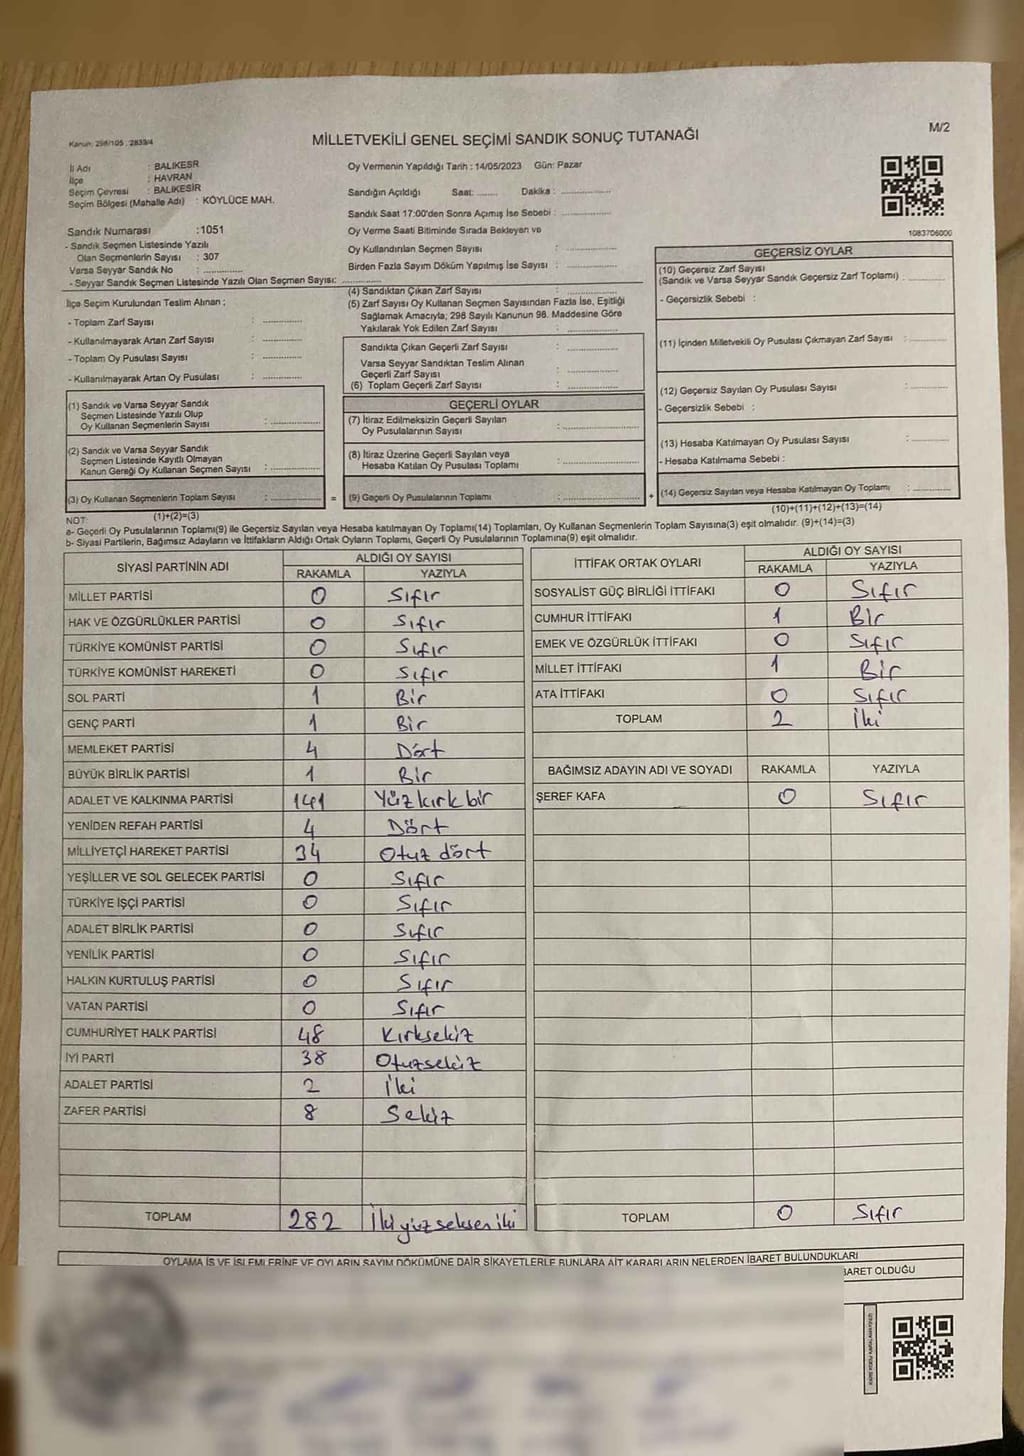 M/2
Kanun: 298/105 , 2839/4
MİLLETVEKİLİ GENEL SEÇİMİ SANDIK SONUÇ TUTANAĞI
İl Adı : BALIKESR
İlçe : HAVRAN
Seçim Çevresi : BALIKESİR
Seçim Bölgesi (Mahalle Adı) : KÖYLÜCE MAH.
Oy Vermenin Yapıldığı Tarih : 14/05/2023 Gün: Pazar
Sandığın Açıldığı Saat: ........ Dakika : ....................
Sandık Saat 17:00'den Sonra Açımış İse Sebebi : ....................
Sandık Numarası :1051
- Sandık Seçmen Listesinde Yazılı
Olan Seçmenlerin Sayısı : 307
Varsa Seyyar Sandık No : ....................
- Seyyar Sandık Seçmen Listesinde Yazılı Olan Seçmen Sayısı: ....................
Oy Verme Saati Bitiminde Sırada Bekleyen ve
Oy Kullandırılan Seçmen Sayısı : ....................
Birden Fazla Sayım Döküm Yapılmış İse Sayısı : ....................
1083706000
İlçe Seçim Kurulundan Teslim Alınan :
- Toplam Zarf Sayısı : ....................
- Kullanılmayarak Artan Zarf Sayısı : ....................
- Toplam Oy Pusulası Sayısı : ....................
- Kullanılmayarak Artan Oy Pusulası : ....................
(4) Sandıktan Çıkan Zarf Sayısı : ....................
(5) Zarf Sayısı Oy Kullanan Seçmen Sayısından Fazla İse, Eşitliği
Sağlamak Amacıyla; 298 Sayılı Kanunun 98. Maddesine Göre
Yakılarak Yok Edilen Zarf Sayısı : ....................
Sandıkta Çıkan Geçerli Zarf Sayısı : ....................
Varsa Seyyar Sandıktan Teslim Alınan
Geçerli Zarf Sayısı : ....................
(6) Toplam Geçerli Zarf Sayısı : ....................
GEÇERSİZ OYLAR
(10) Geçersiz Zarf Sayısı
(Sandık ve Varsa Seyyar Sandık Geçersiz Zarf Toplamı) : ....................
- Geçersizlik Sebebi :
(11) İçinden Milletvekili Oy Pusulası Çıkmayan Zarf Sayısı : ....................
(12) Geçersiz Sayılan Oy Pusulası Sayısı : ....................
- Geçersizlik Sebebi :
(13) Hesaba Katılmayan Oy Pusulası Sayısı : ....................
- Hesaba Katılmama Sebebi :
(14) Geçersiz Sayılan veya Hesaba Katılmayan Oy Toplamı : ....................
(10)+(11)+(12)+(13)=(14)
(1) Sandık ve Varsa Seyyar Sandık
Seçmen Listesinde Yazılı Olup
Oy Kullanan Seçmenlerin Sayısı : ....................
(2) Sandık ve Varsa Seyyar Sandık
Seçmen Listesinde Kayıtlı Olmayan
Kanun Gereği Oy Kullanan Seçmen Sayısı : ....................
(3) Oy Kullanan Seçmenlerin Toplam Sayısı : .................... =
(1)+(2)=(3)
GEÇERLİ OYLAR
(7) İtiraz Edilmeksizin Geçerli Sayılan
Oy Pusulalarının Sayısı : ....................
(8) İtiraz Üzerine Geçerli Sayılan veya
Hesaba Katılan Oy Pusulası Toplamı : ....................
(9) Geçerli Oy Pusulalarının Toplamı : .................... +
NOT:
a- Geçerli Oy Pusulalarının Toplamı(9) ile Geçersiz Sayılan veya Hesaba katılmayan Oy Toplamı(14) Toplamları, Oy Kullanan Seçmenlerin Toplam Sayısına(3) eşit olmalıdır. (9)+(14)=(3)
b- Siyasi Partilerin, Bağımsız Adayların ve İttifakların Aldığı Ortak Oyların Toplamı, Geçerli Oy Pusulalarının Toplamına(9) eşit olmalıdır.
SİYASİ PARTİNİN ADI ALDIĞI OY SAYISI
RAKAMLA YAZIYLA
MİLLET PARTİSİ 0 Sıfır
HAK VE ÖZGÜRLÜKLER PARTİSİ 0 Sıfır
TÜRKİYE KOMÜNİST PARTİSİ 0 Sıfır
TÜRKİYE KOMÜNİST HAREKETİ 0 Sıfır
SOL PARTİ 1 Bir
GENÇ PARTİ 1 Bir
MEMLEKET PARTİSİ 4 Dört
BÜYÜK BİRLİK PARTİSİ 1 Bir
ADALET VE KALKINMA PARTİSİ 141 Yüzkırkbir
YENİDEN REFAH PARTİSİ 4 Dört
MİLLİYETÇİ HAREKET PARTİSİ 34 Otuz dört
YEŞİLLER VE SOL GELECEK PARTİSİ 0 Sıfır
TÜRKİYE İŞÇİ PARTİSİ 0 Sıfır
ADALET BİRLİK PARTİSİ 0 Sıfır
YENİLİK PARTİSİ 0 Sıfır
HALKIN KURTULUŞ PARTİSİ 0 Sıfır
VATAN PARTİSİ 0 Sıfır
CUMHURİYET HALK PARTİSİ 48 Kırksekiz
İYİ PARTİ 38 Otuzsekiz
ADALET PARTİSİ 2 İki
ZAFER PARTİSİ 8 Sekiz
TOPLAM 282 İkiyüz seksen iki
İTTİFAK ORTAK OYLARI ALDIĞI OY SAYISI
RAKAMLA YAZIYLA
SOSYALİST GÜÇ BİRLİĞİ İTTİFAKI 0 Sıfır
CUMHUR İTTİFAKI 1 Bir
EMEK VE ÖZGÜRLÜK İTTİFAKI 0 Sıfır
MİLLET İTTİFAKI 1 Bir
ATA İTTİFAKI 0 Sıfır
TOPLAM 2 İki
BAĞIMSIZ ADAYIN ADI VE SOYADI RAKAMLA YAZIYLA
ŞEREF KAFA 0 Sıfır
TOPLAM 0 Sıfır
OYLAMA İŞ VE İŞLEMLERİNE VE OYLARIN SAYIM DÖKÜMÜNE DAİR ŞİKAYETLERLE BUNLARA AİT KARARLARIN NELERDEN İBARET BULUNDUKLARI
BARET OLDUĞU